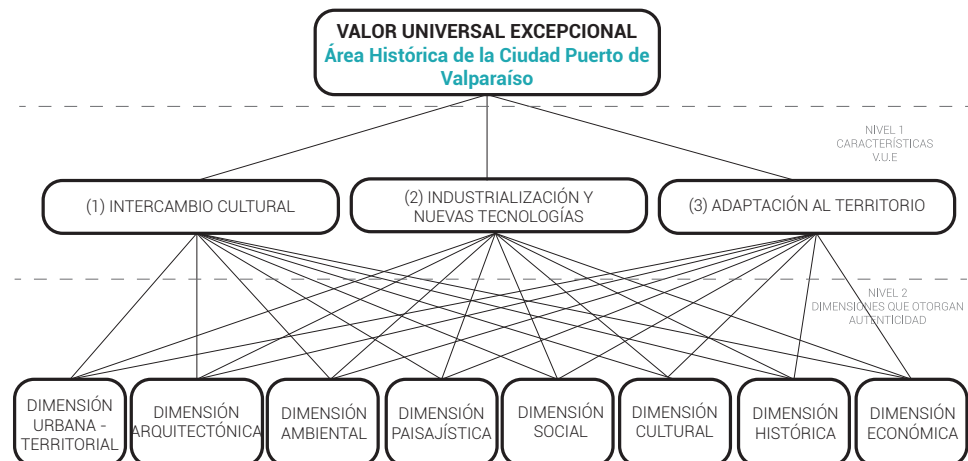 VALOR UNIVERSAL EXCEPCIONAL
Área Histórica de la Ciudad Puerto de
Valparaíso
NIVEL 1
CARACTERÍSTICAS
V.U.E
(1) INTERCAMBIO CULTURAL
(2) INDUSTRIALIZACIÓN Y
NUEVAS TECNOLOGÍAS
(3) ADAPTACIÓN AL TERRITORIO
NIVEL 2
DIMENSIONES QUE OTORGAN
AUTENTICIDAD
DIMENSIÓN
URBANA -
TERRITORIAL
DIMENSIÓN
ARQUITECTÓNICA
DIMENSIÓN
AMBIENTAL
DIMENSIÓN
PAISAJÍSTICA
DIMENSIÓN
SOCIAL
DIMENSIÓN
CULTURAL
DIMENSIÓN
HISTÓRICA
DIMENSIÓN
ECONÓMICA